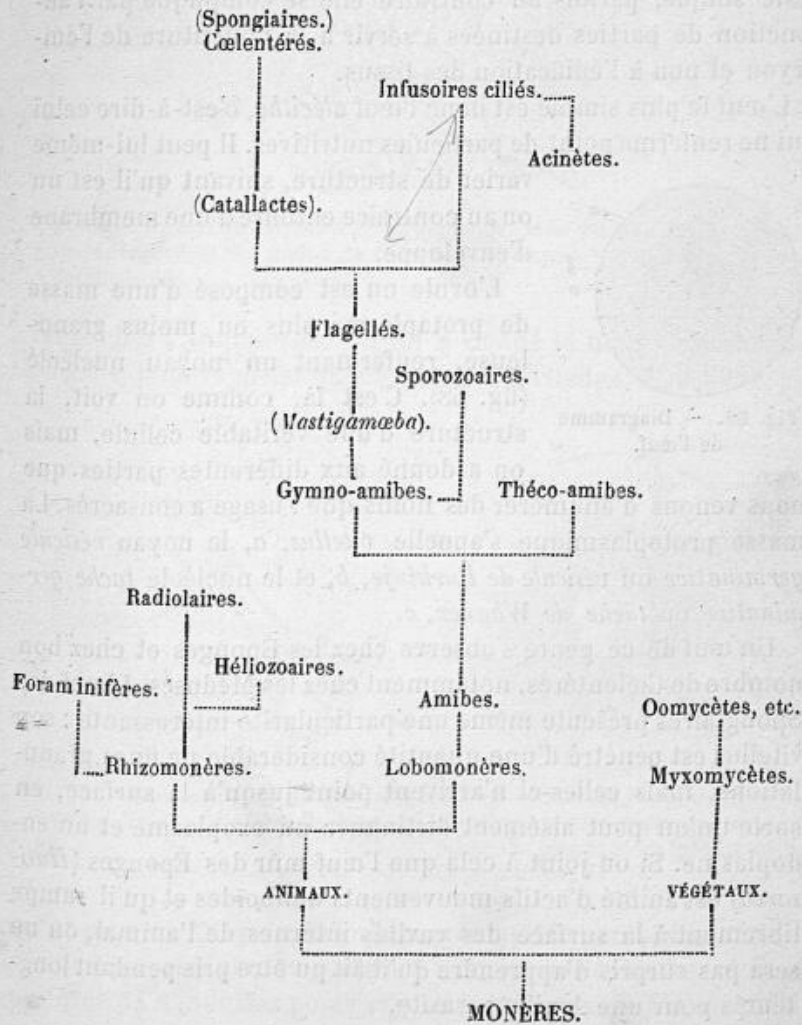 (Spongiaires.)
Cœlentérés.
Infusoires ciliés.
Acinètes.
(Catallactes).
Flagellés.
Sporozoaires.
(Mastigamœba).
Gymno-amibes.
Théco-amibes.
Radiolaires.
Héliozoaires.
Foraminifères.
Amibes.
Oomycètes, etc.
Rhizomonères.
Lobomonères.
Myxomycètes.
ANIMAUX.
VÉGÉTAUX.
MONÈRES.